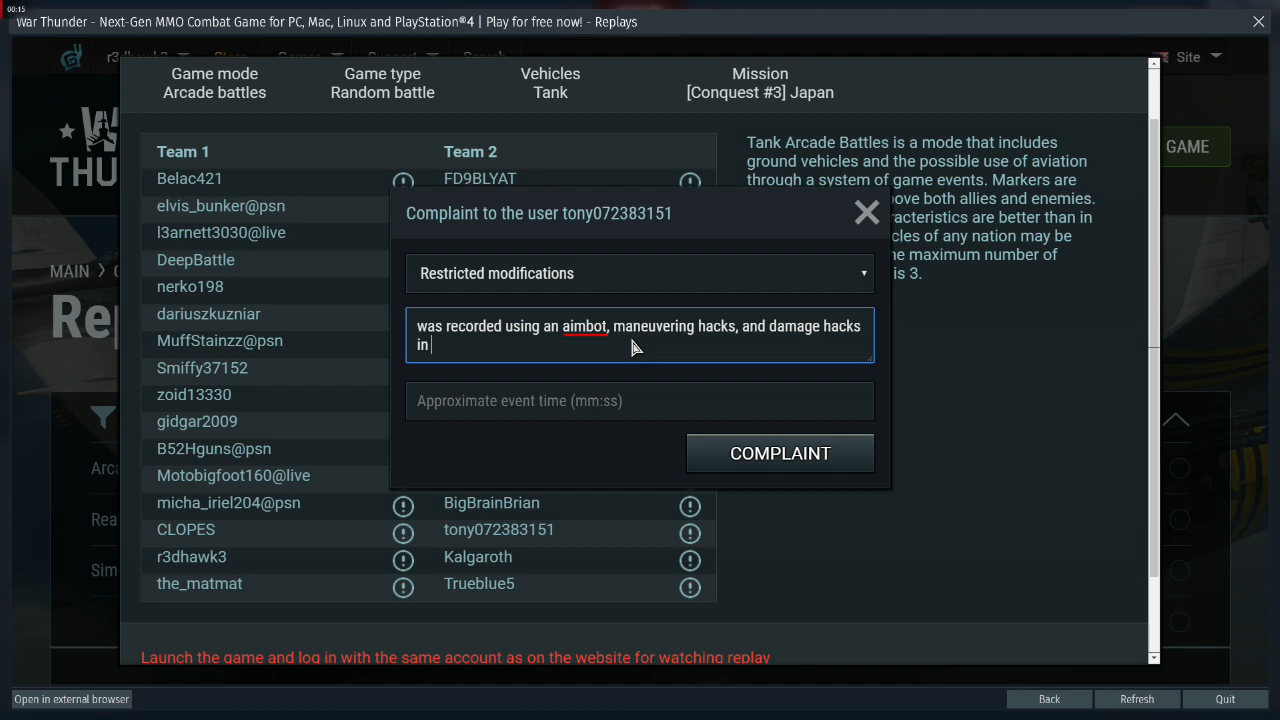 00:15
War Thunder - Next-Gen MMO Combat Game for PC, Mac, Linux and PlayStation®4 | Play for free now! - Replays
r3dhawk3 Store Games Support Search Site
Game mode Game type Vehicles Mission
Arcade battles Random battle Tank [Conquest #3] Japan
GAME
Team 1 Team 2
Belac421 FD9BLYAT
elvis_bunker@psn
l3arnett3030@live
DeepBattle
nerko198
dariuszkuzniar
MuffStainzz@psn
Smiffy37152
zoid13330
gidgar2009
B52Hguns@psn
Motobigfoot160@live
micha_iriel204@psn BigBrainBrian
CLOPES tony072383151
r3dhawk3 Kalgaroth
the_matmat Trueblue5
Tank Arcade Battles is a mode that includes
ground vehicles and the possible use of aviation
through a system of game events. Markers are
ove both allies and enemies.
racteristics are better than in
cles of any nation may be
he maximum number of
is 3.
Complaint to the user tony072383151
Restricted modifications
was recorded using an aimbot, maneuvering hacks, and damage hacks
in
Approximate event time (mm:ss)
COMPLAINT
MAIN
Rep
Arca
Rea
Sim
THU
Launch the game and log in with the same account as on the website for watching replay
Open in external browser Back Refresh Quit